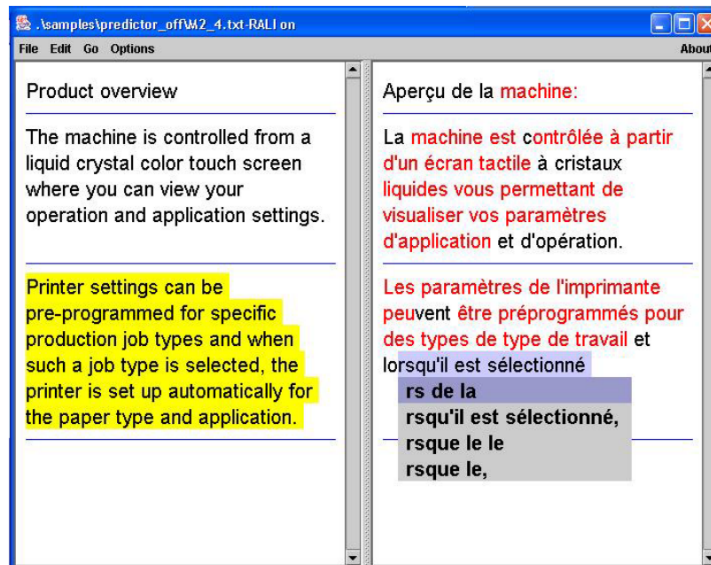 .\samples\predictor_off\M2_4.txt-RALI on
File Edit Go Options About
Product overview
The machine is controlled from a
liquid crystal color touch screen
where you can view your
operation and application settings.
Printer settings can be
pre-programmed for specific
production job types and when
such a job type is selected, the
printer is set up automatically for
the paper type and application.
Aperçu de la machine:
La machine est contrôlée à partir
d'un écran tactile à cristaux
liquides vous permettant de
visualiser vos paramètres
d'application et d'opération.
Les paramètres de l'imprimante
peuvent être préprogrammés pour
des types de type de travail et
lorsqu'il est sélectionné
rs de la
rsqu'il est sélectionné,
rsque le le
rsque le,